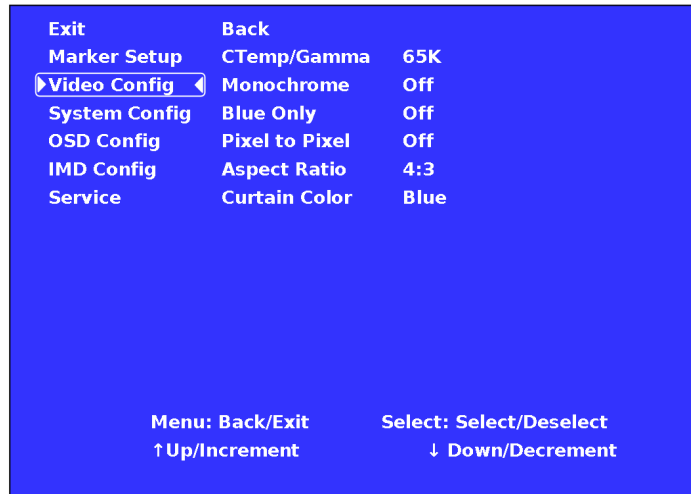 Exit Back
Marker Setup CTemp/Gamma 65K
Video Config Monochrome Off
System Config Blue Only Off
OSD Config Pixel to Pixel Off
IMD Config Aspect Ratio 4:3
Service Curtain Color Blue
Menu: Back/Exit Select: Select/Deselect
↑Up/Increment ↓ Down/Decrement